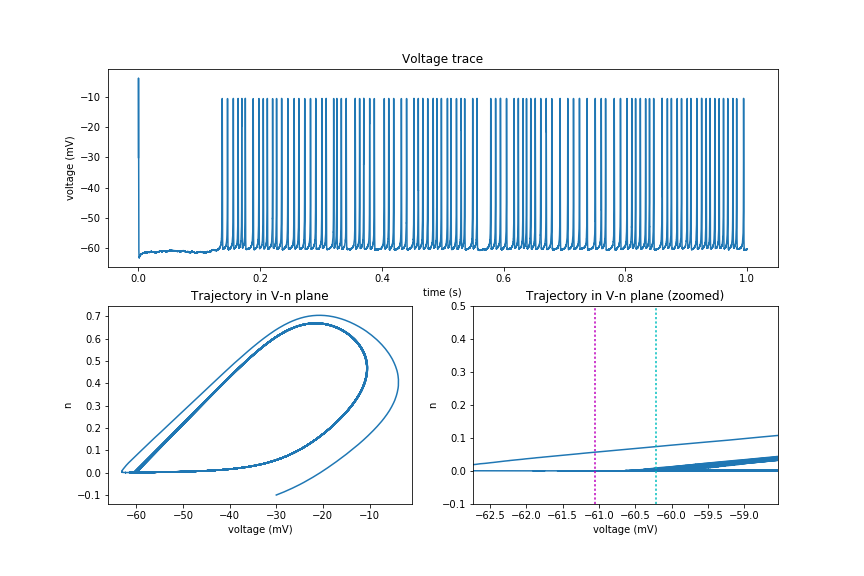 Voltage trace
voltage (mV)
−10
−20
−30
−40
−50
−60
0.0 0.2 0.4 0.6 0.8 1.0
time (s)
Trajectory in V-n plane
n
0.7
0.6
0.5
0.4
0.3
0.2
0.1
0.0
−0.1
−60 −50 −40 −30 −20 −10
voltage (mV)
Trajectory in V-n plane (zoomed)
n
0.5
0.4
0.3
0.2
0.1
0.0
−0.1
−62.5 −62.0 −61.5 −61.0 −60.5 −60.0 −59.5 −59.0
voltage (mV)